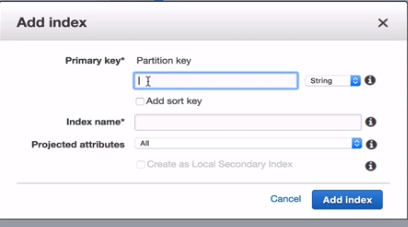 Add index
Primary key* Partition key
String
Add sort key
Index name*
Projected attributes All
Create as Local Secondary Index
Cancel Add index